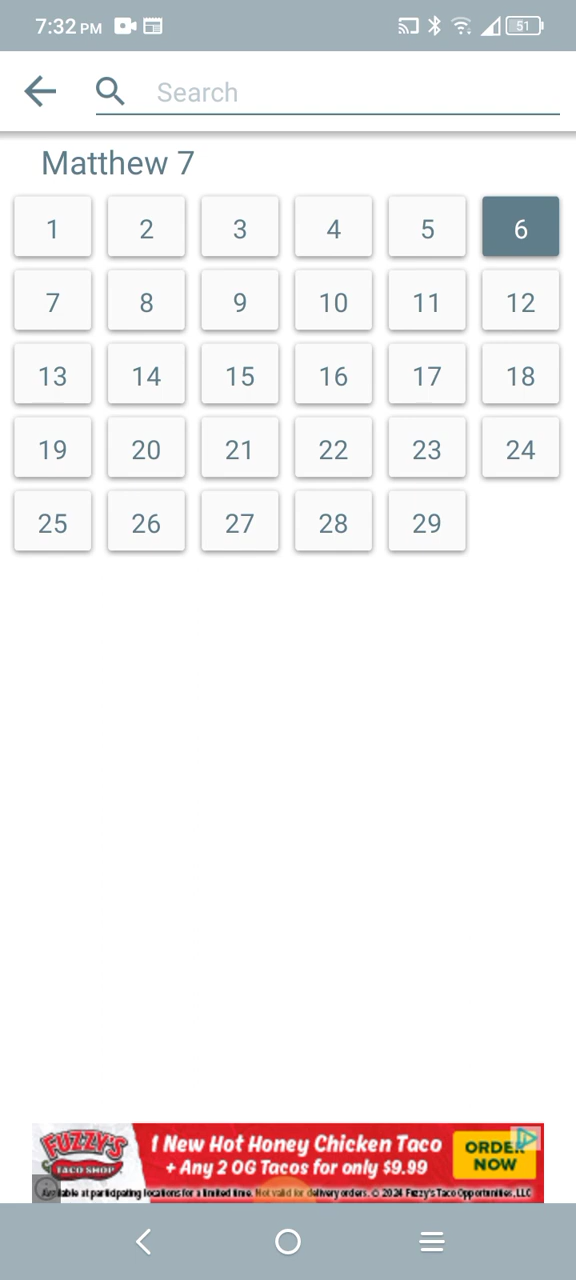 7:32 PM
51
Search
Matthew 7
1 2 3 4 5 6
7 8 9 10 11 12
13 14 15 16 17 18
19 20 21 22 23 24
25 26 27 28 29
FUZZY'S
TACO SHOP
1 New Hot Honey Chicken Taco
+ Any 2 OG Tacos for only $9.99
ORDER
NOW
Available at participating locations for a limited time. Not valid for delivery orders. © 2024 Fuzzy's Taco Opportunities, LLC